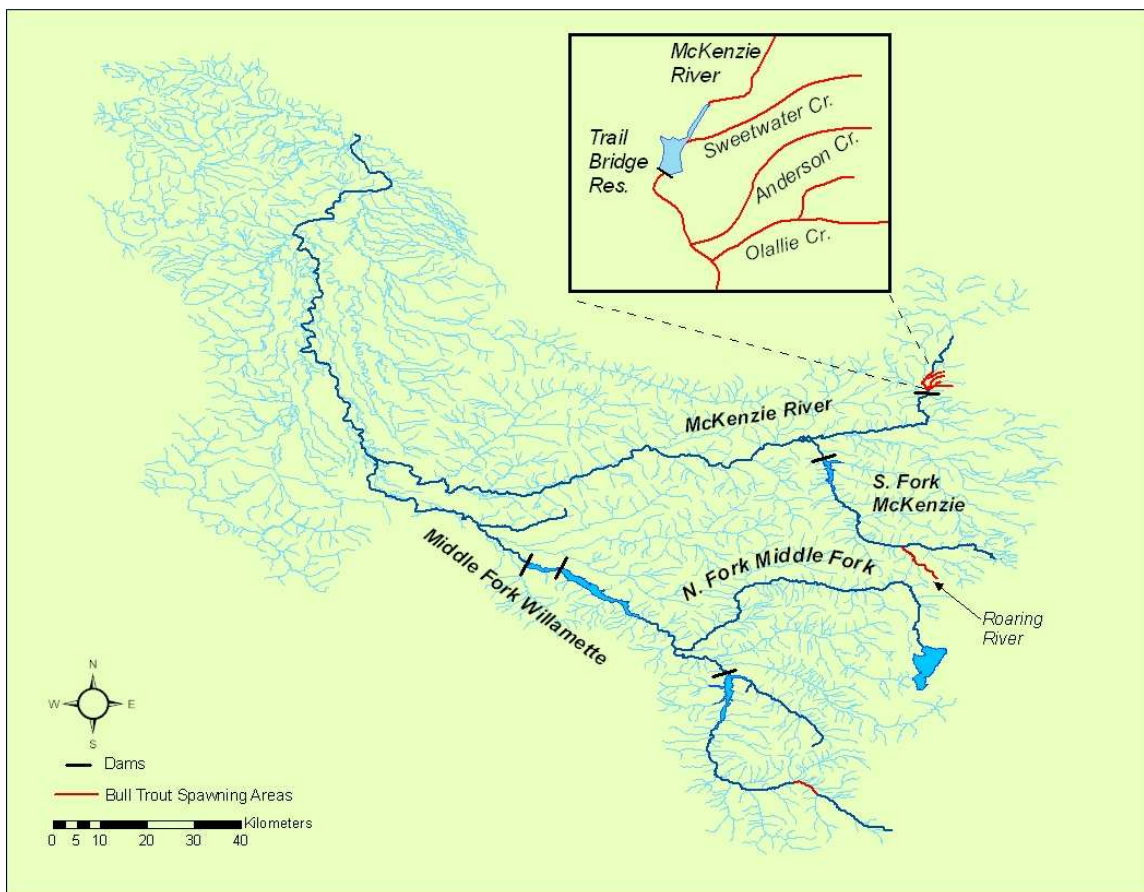 McKenzie
River
Sweetwater Cr.
Trail
Bridge
Res.
Anderson Cr.
Olallie Cr.
McKenzie River
S. Fork
McKenzie
N. Fork Middle Fork
Middle Fork Willamette
Roaring
River
N
W
E
S
Dams
Bull Trout Spawning Areas
Kilometers
0 5 10 20 30 40